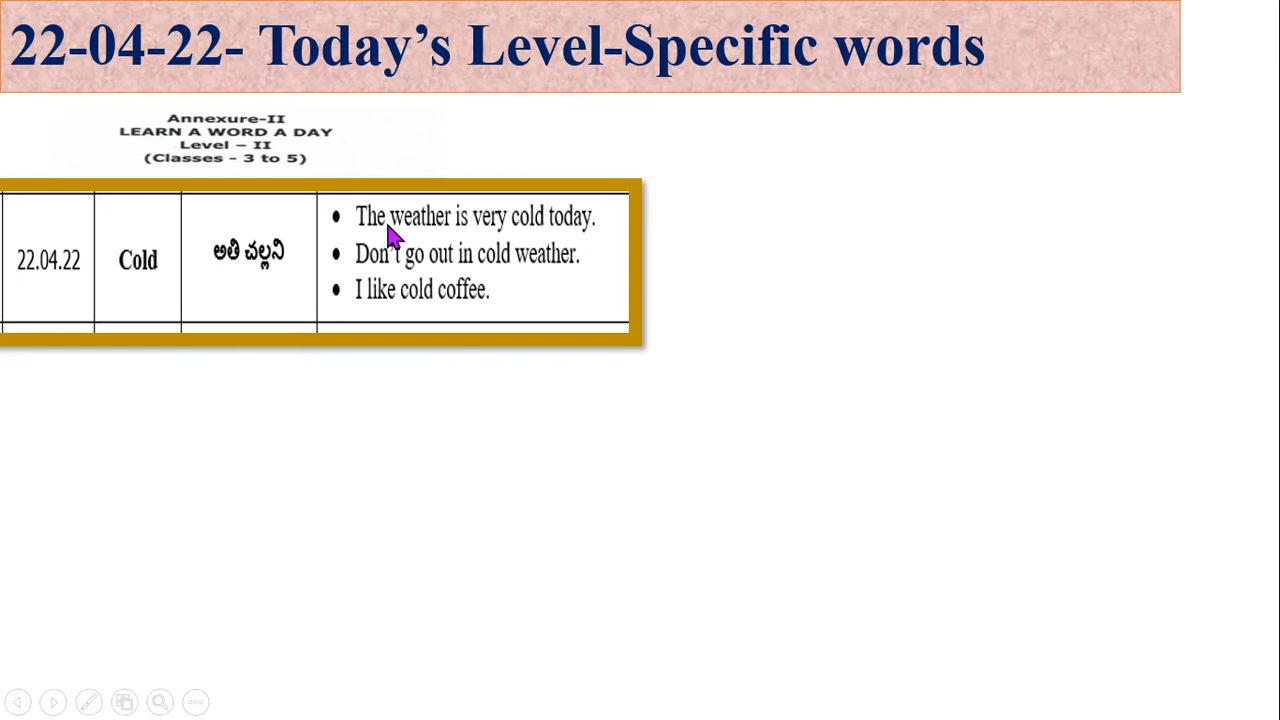 22-04-22- Today’s Level-Specific words
Annexure-II
LEARN A WORD A DAY
Level – II
(Classes - 3 to 5)
22.04.22
Cold
అతి చల్లని
• The weather is very cold today.
• Don’t go out in cold weather.
• I like cold coffee.